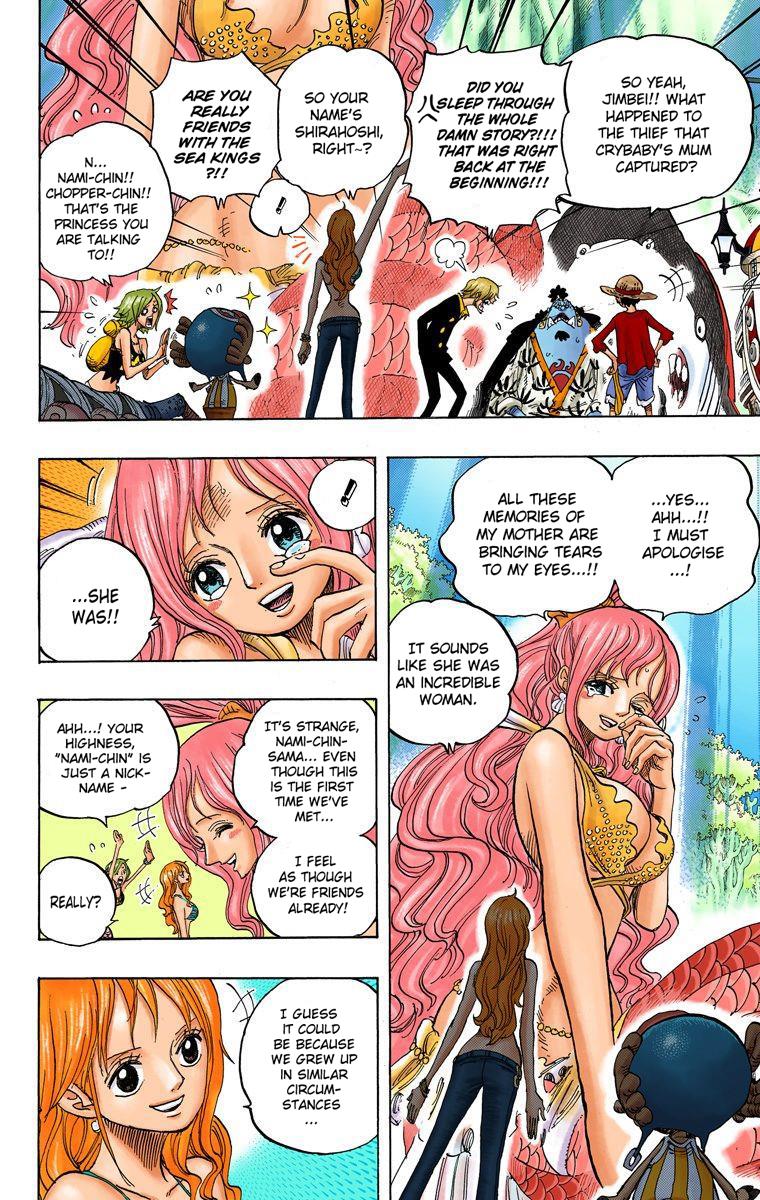 SO YEAH,
JIMBEI!! WHAT
HAPPENED TO
THE THIEF THAT
CRYBABY'S MUM
CAPTURED?
DID YOU
SLEEP THROUGH
THE WHOLE
DAMN STORY?!!!
THAT WAS RIGHT
BACK AT THE
BEGINNING!!!
SO YOUR
NAME'S
SHIRAHOSHI,
RIGHT~?
ARE YOU
REALLY
FRIENDS
WITH THE
SEA KINGS
?!!
!
N...
NAMI-CHIN!!
CHOPPER-CHIN!!
THAT'S THE
PRINCESS YOU
ARE TALKING
TO!!
...YES...
AHH...!!
I MUST
APOLOGISE
...!
ALL THESE
MEMORIES OF
MY MOTHER ARE
BRINGING TEARS
TO MY EYES...!!
IT SOUNDS
LIKE SHE WAS
AN INCREDIBLE
WOMAN.
!
...SHE
WAS!!
IT'S STRANGE,
NAMI-CHIN-
SAMA... EVEN
THOUGH THIS
IS THE FIRST
TIME WE'VE
MET...
I FEEL
AS THOUGH
WE'RE FRIENDS
ALREADY!
AHH...! YOUR
HIGHNESS,
"NAMI-CHIN" IS
JUST A NICK-
NAME -
REALLY?
I GUESS
IT COULD
BE BECAUSE
WE GREW UP
IN SIMILAR
CIRCUM-
STANCES
...